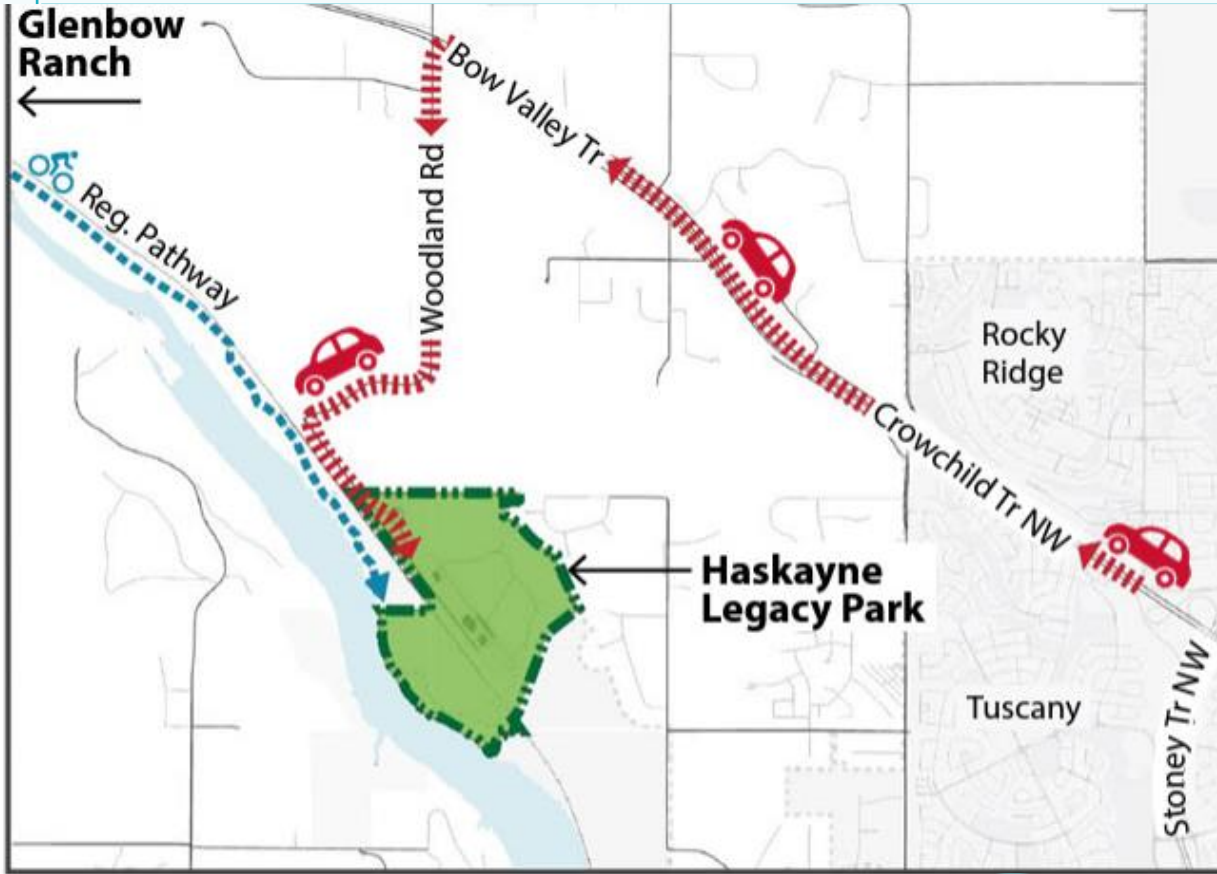 Glenbow
Ranch
Bow Valley Tr
Woodland Rd
Reg. Pathway
Rocky
Ridge
Crowchild Tr NW
Haskayne
Legacy Park
Tuscany
Stoney Tr NW